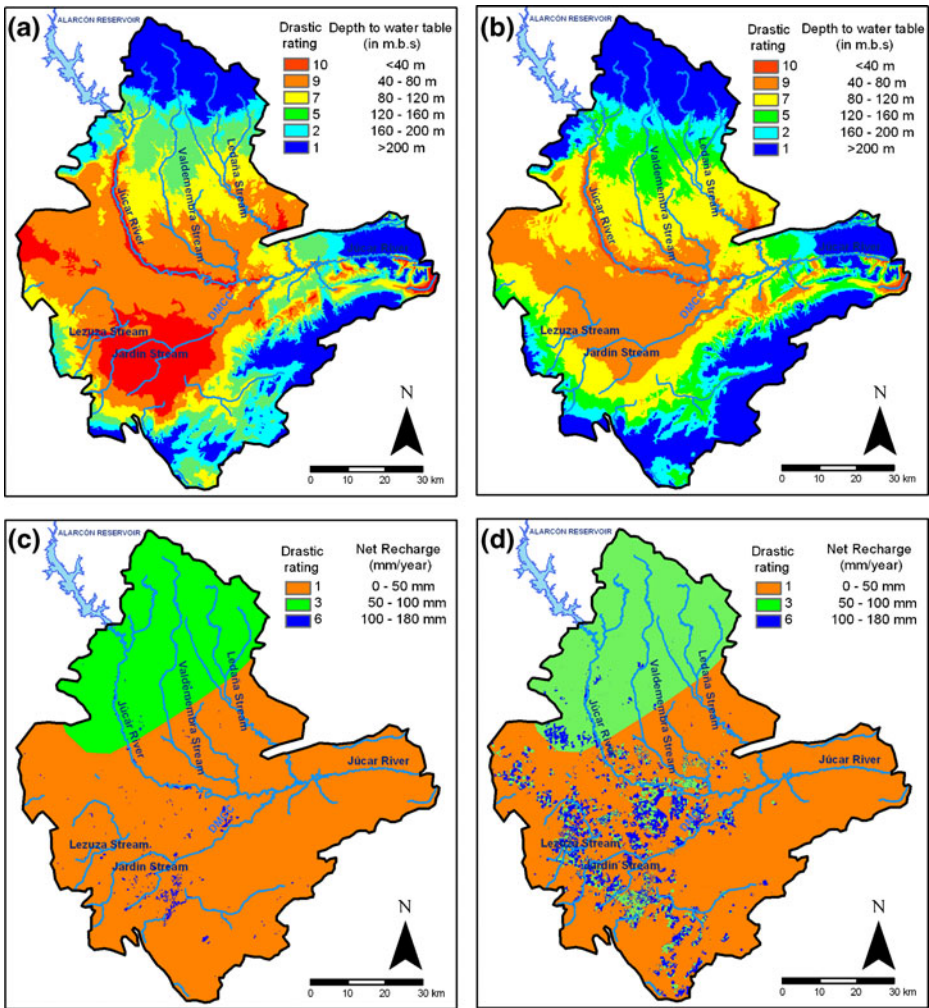 (a)
ALARCÓN RESERVOIR
Drastic rating
Depth to water table
(in m.b.s)
10 <40 m
9 40 - 80 m
7 80 - 120 m
5 120 - 160 m
2 160 - 200 m
1 >200 m
Júcar River
Valdemembra Stream
Ledaña Stream
Júcar River
DMCC
Lezuza Stream
Jardín Stream
N
0 10 20 30 km
(b)
ALARCÓN RESERVOIR
Drastic rating
Depth to water table
(in m.b.s)
10 <40 m
9 40 - 80 m
7 80 - 120 m
5 120 - 160 m
2 160 - 200 m
1 >200 m
Júcar River
Valdemembra Stream
Ledaña Stream
Júcar River
DMCC
Lezuza Stream
Jardín Stream
N
0 10 20 30 km
(c)
ALARCÓN RESERVOIR
Drastic rating
Net Recharge
(mm/year)
1 0 - 50 mm
3 50 - 100 mm
6 100 - 180 mm
Júcar River
Valdemembra Stream
Ledaña Stream
Júcar River
DMCC
Lezuza Stream
Jardín Stream
N
0 10 20 30 km
(d)
ALARCÓN RESERVOIR
Drastic rating
Net Recharge
(mm/year)
1 0 - 50 mm
3 50 - 100 mm
6 100 - 180 mm
Júcar River
Valdemembra Stream
Ledaña Stream
Júcar River
DMCC
Lezuza Stream
Jardín Stream
N
0 10 20 30 km